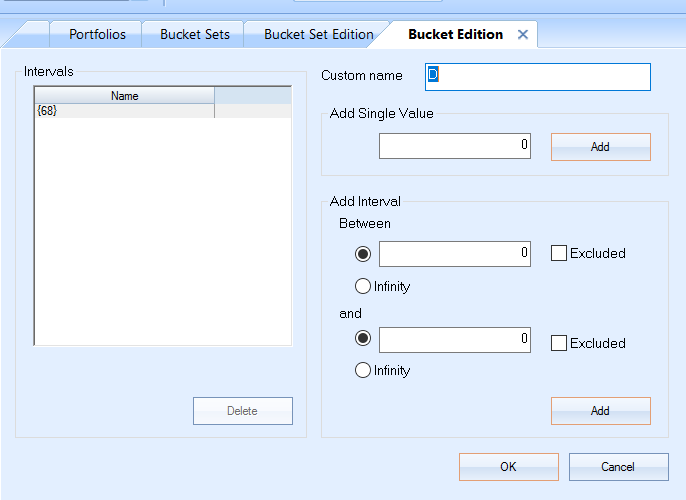 Portfolios
Bucket Sets
Bucket Set Edition
Bucket Edition
Intervals
Name
{68}
Delete
Custom name
D
Add Single Value
0
Add
Add Interval
Between
0
Excluded
Infinity
and
0
Excluded
Infinity
Add
OK
Cancel